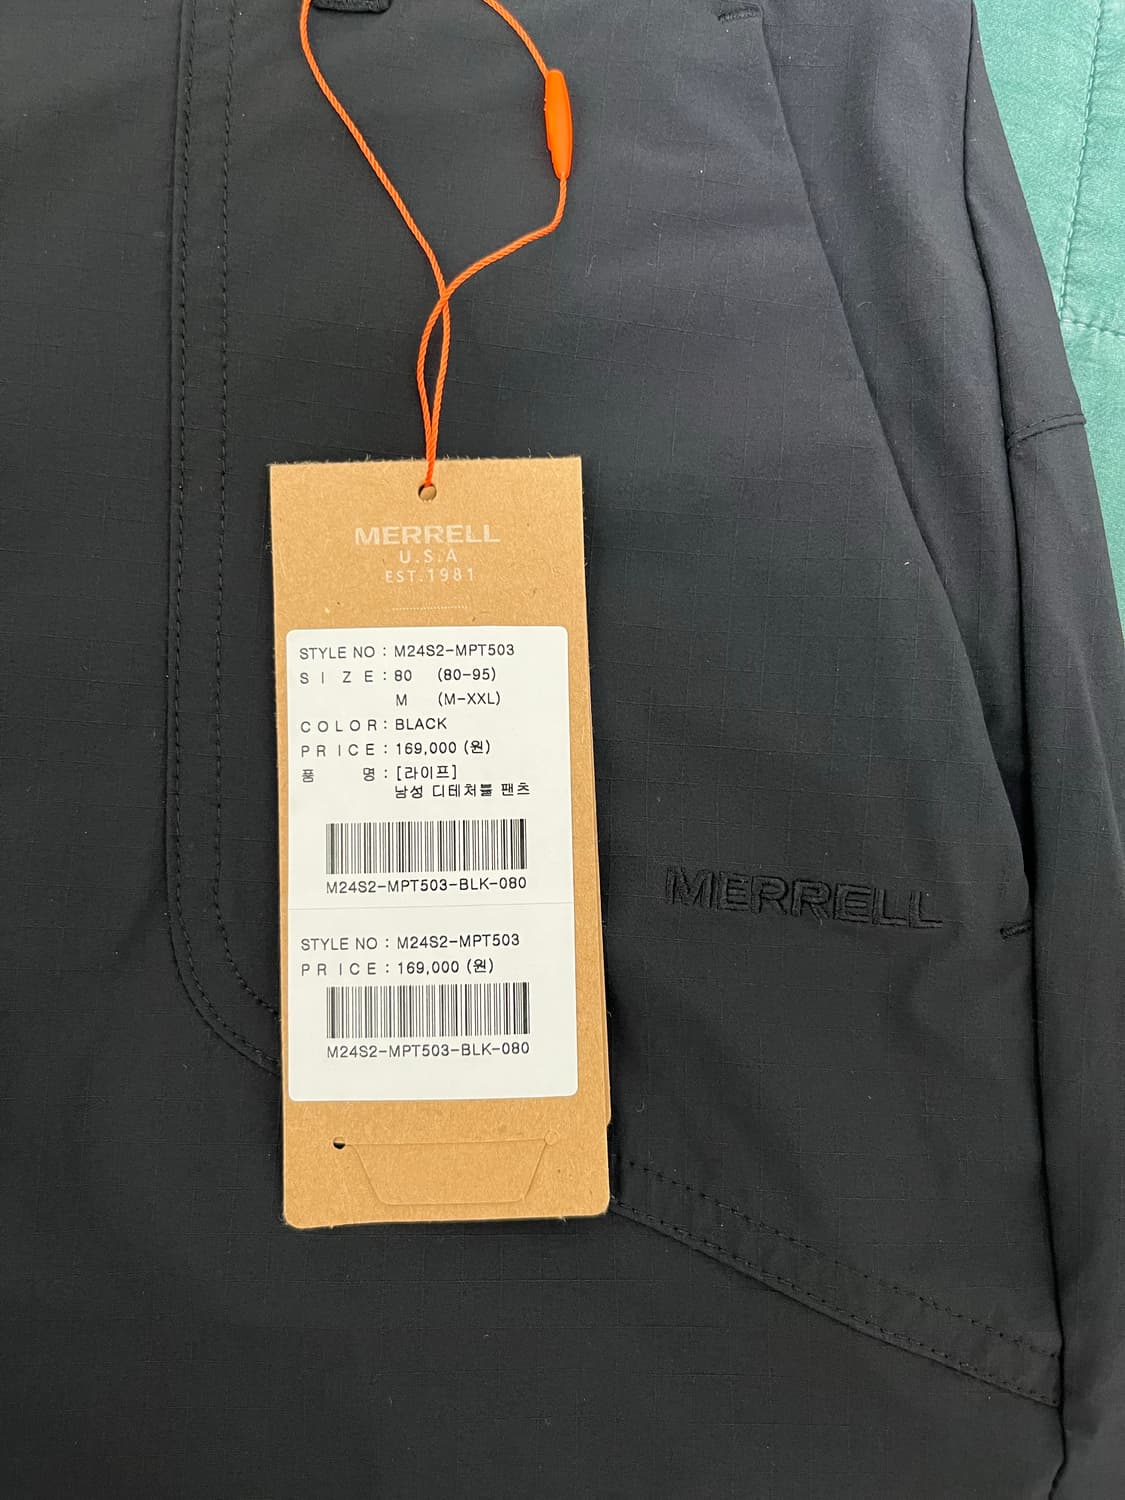 MERRELL
U.S.A
EST.1981
STYLE NO : M24S2-MPT503
SIZE : 80 (80-95)
M (M-XXL)
COLOR : BLACK
PRICE : 169,000 (원)
품 명 : [라이프]
남성 디테처블 팬츠
M24S2-MPT503-BLK-080
MERRELL
STYLE NO : M24S2-MPT503
PRICE : 169,000 (원)
M24S2-MPT503-BLK-080